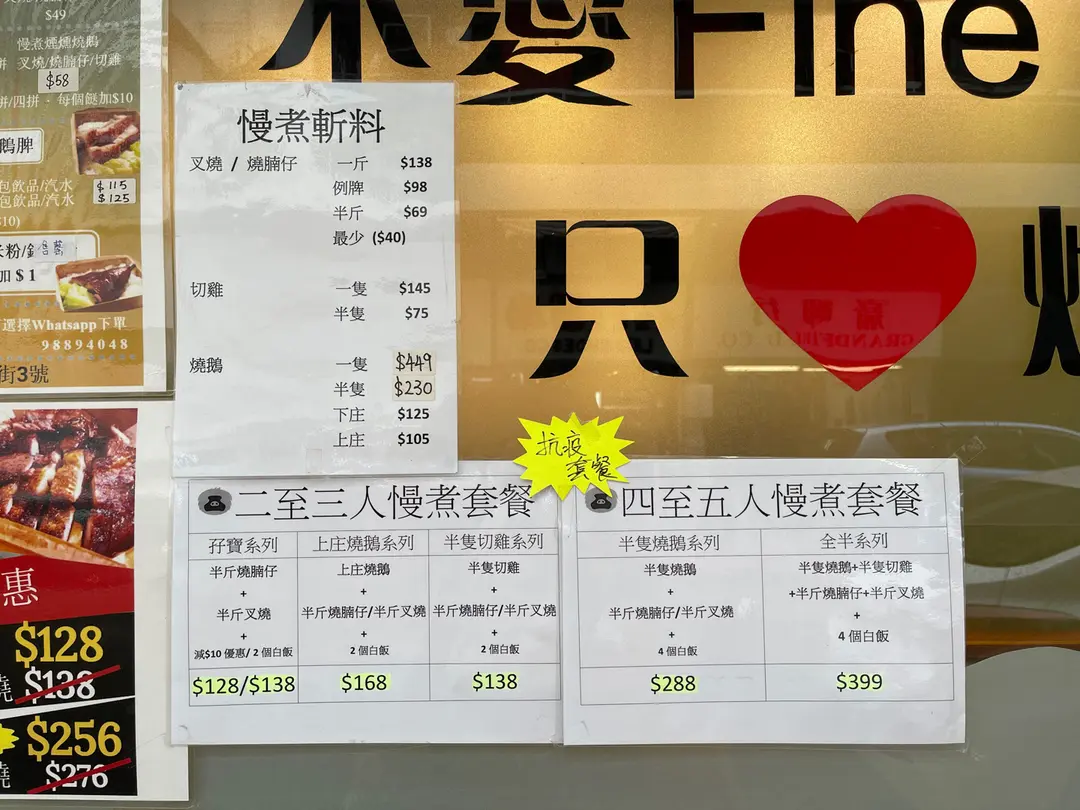 $49
慢煮煙燻燒鵝
叉燒/燒腩仔/切雞
$58
拼/四拼、每個餸加$10
鵝脾
包飲品/汽水
$115
包飲品/汽水
$125
$10)
米粉/
加 $ 1
選擇Whatsapp下單
98894048
街3號
惠
$128
燒 $138
$256
燒 $276
不愛Fine
只
慢煮斬料
叉燒 / 燒腩仔 一斤 $138
例牌 $98
半斤 $69
最少 ($40)
切雞 一隻 $145
半隻 $75
燒鵝 一隻 $449
半隻 $230
下庄 $125
上庄 $105
抗疫
套餐
二至三人慢煮套餐
孖寶系列 上庄燒鵝系列 半隻切雞系列
半斤燒腩仔 上庄燒鵝 半隻切雞
+ + +
半斤叉燒 半斤燒腩仔/半斤叉燒 半斤燒腩仔/半斤叉燒
+ + +
減$10 優惠/ 2 個白飯 2 個白飯 2 個白飯
$128/$138 $168 $138
四至五人慢煮套餐
半隻燒鵝系列 全半系列
半隻燒鵝 半隻燒鵝+半隻切雞
+ +半斤燒腩仔+半斤叉燒
半斤燒腩仔/半斤叉燒 +
+ 4 個白飯
4 個白飯
$288 $399